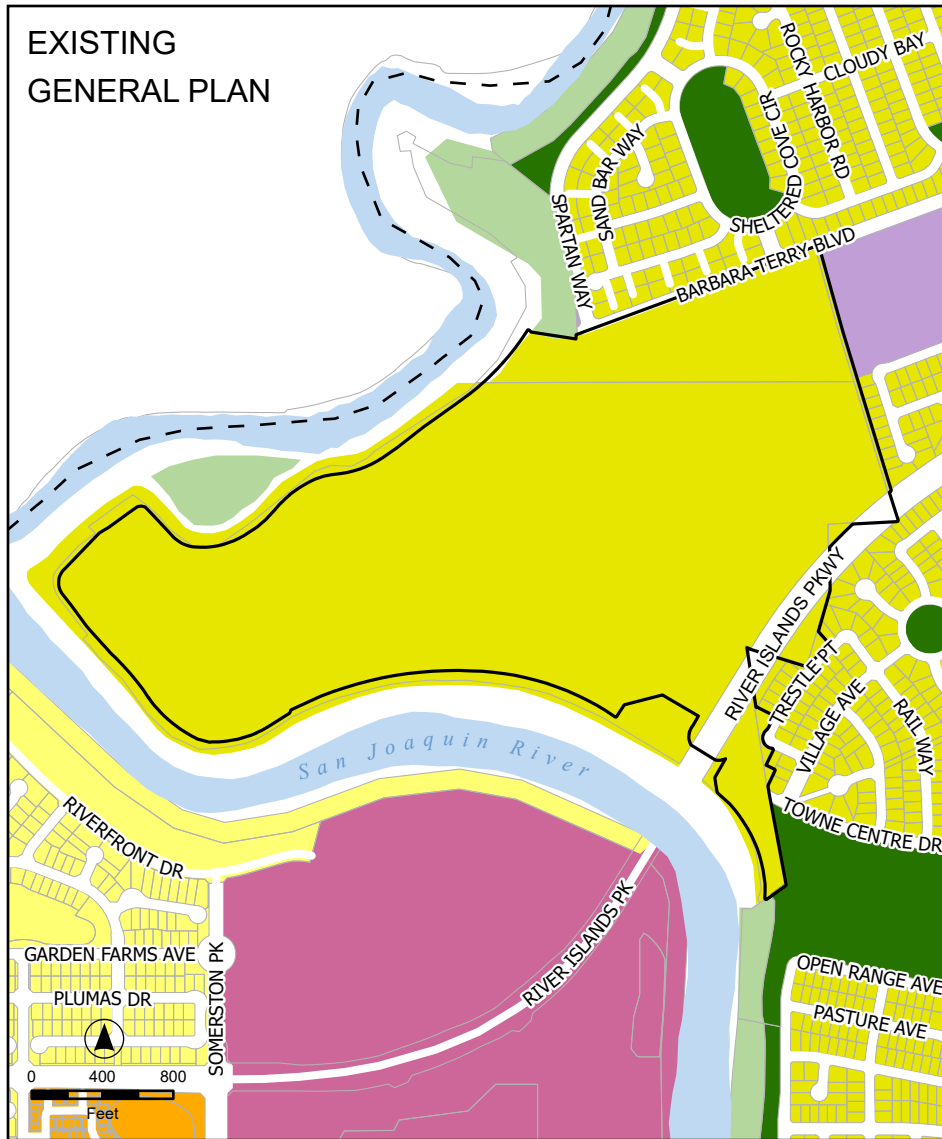 EXISTING
GENERAL PLAN
ROCKY HARBOR RD
CLOUDY BAY
SAND BAR WAY
SHELTERED COVE CIR
SPARTAN WAY
BARBARA TERRY BLVD
RIVER ISLANDS PKWY
TRESTLE PT
VILLAGE AVE
RAIL WAY
San Joaquin River
TOWNE CENTRE DR
RIVERFRONT DR
RIVER ISLANDS PK
GARDEN FARMS AVE
SOMERSTON PK
OPEN RANGE AVE
PLUMAS DR
PASTURE AVE
0 400 800
Feet